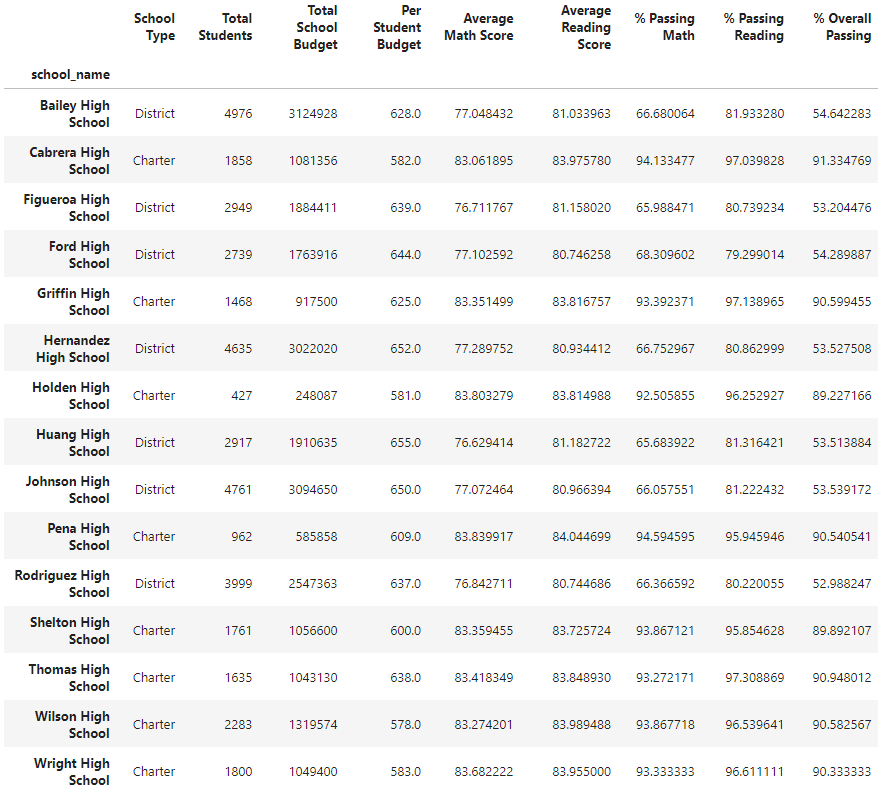 School Type Total Students Total School Budget Per Student Budget Average Math Score Average Reading Score % Passing Math % Passing Reading % Overall Passing
school_name
Bailey High School District 4976 3124928 628.0 77.048432 81.033963 66.680064 81.933280 54.642283
Cabrera High School Charter 1858 1081356 582.0 83.061895 83.975780 94.133477 97.039828 91.334769
Figueroa High School District 2949 1884411 639.0 76.711767 81.158020 65.988471 80.739234 53.204476
Ford High School District 2739 1763916 644.0 77.102592 80.746258 68.309602 79.299014 54.289887
Griffin High School Charter 1468 917500 625.0 83.351499 83.816757 93.392371 97.138965 90.599455
Hernandez High School District 4635 3022020 652.0 77.289752 80.934412 66.752967 80.862999 53.527508
Holden High School Charter 427 248087 581.0 83.803279 83.814988 92.505855 96.252927 89.227166
Huang High School District 2917 1910635 655.0 76.629414 81.182722 65.683922 81.316421 53.513884
Johnson High School District 4761 3094650 650.0 77.072464 80.966394 66.057551 81.222432 53.539172
Pena High School Charter 962 585858 609.0 83.839917 84.044699 94.594595 95.945946 90.540541
Rodriguez High School District 3999 2547363 637.0 76.842711 80.744686 66.366592 80.220055 52.988247
Shelton High School Charter 1761 1056600 600.0 83.359455 83.725724 93.867121 95.854628 89.892107
Thomas High School Charter 1635 1043130 638.0 83.418349 83.848930 93.272171 97.308869 90.948012
Wilson High School Charter 2283 1319574 578.0 83.274201 83.989488 93.867718 96.539641 90.582567
Wright High School Charter 1800 1049400 583.0 83.682222 83.955000 93.333333 96.611111 90.333333